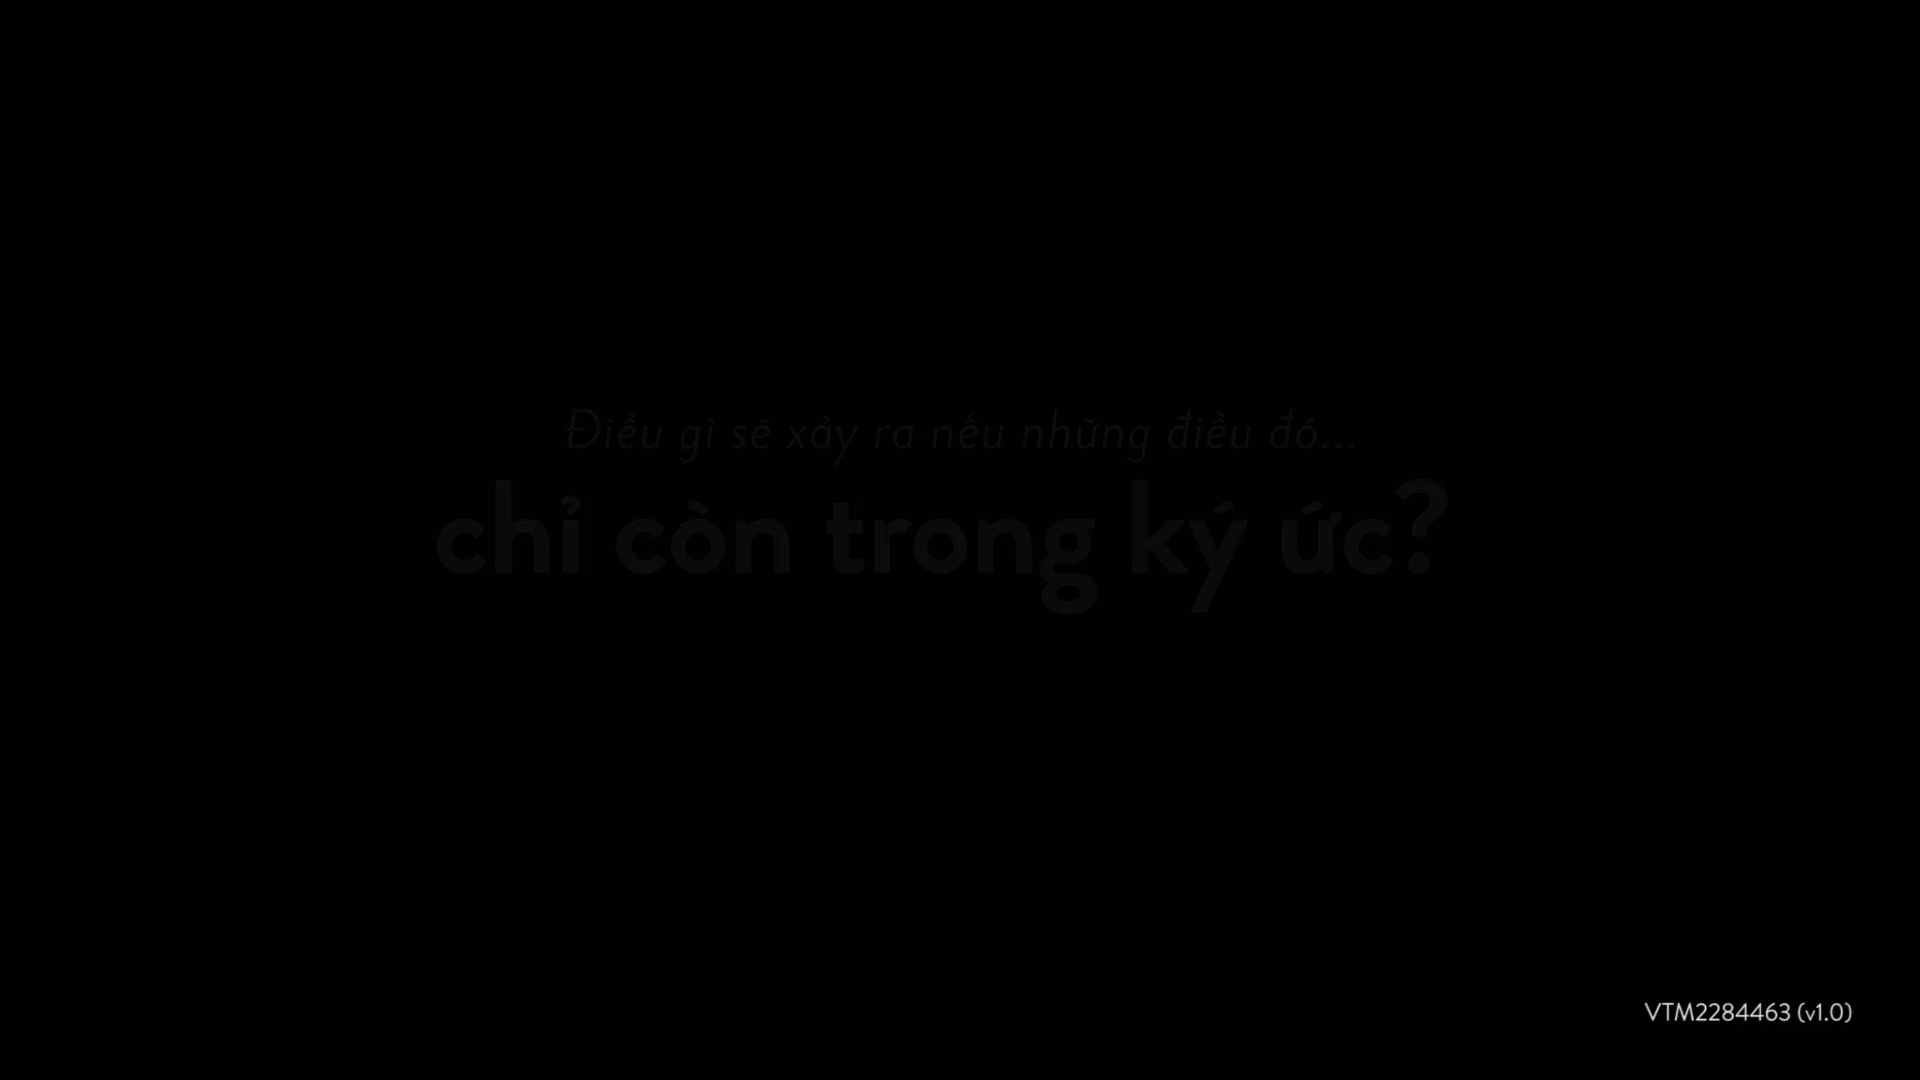 Điều gì sẽ xảy ra nếu những điều đó...
chỉ còn trong ký ức?
VTM2284463 (v1.0)